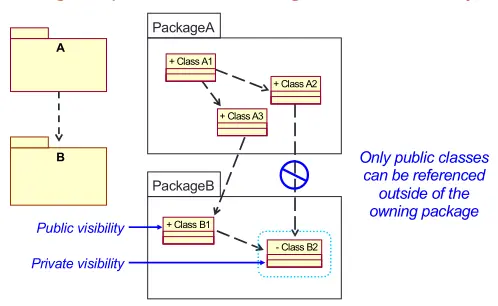 PackageA
A
+ Class A1
+ Class A2
+ Class A3
B
Only public classes
can be referenced
outside of the
owning package
PackageB
Public visibility
+ Class B1
- Class B2
Private visibility